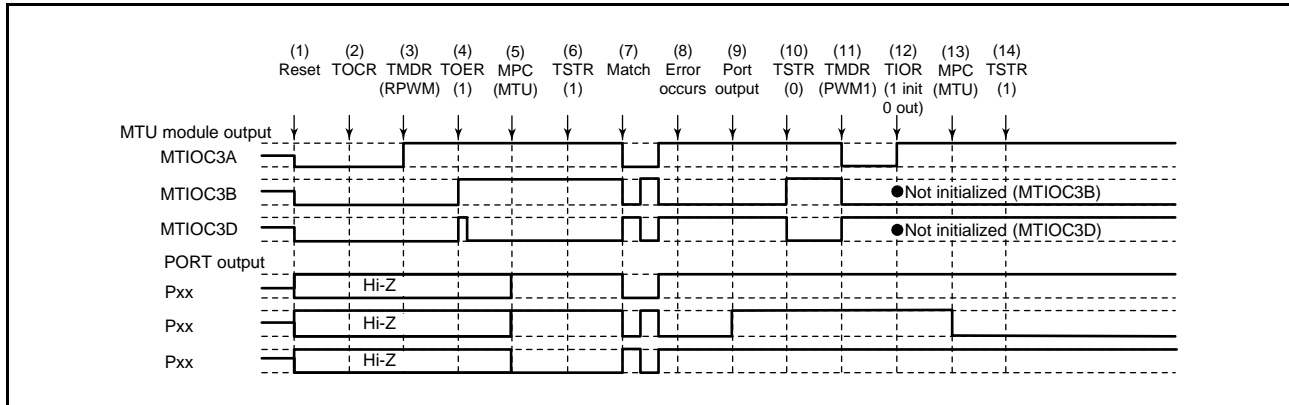 (1) (2) (3) (4) (5) (6) (7) (8) (9) (10) (11) (12) (13) (14)
Reset TOCR TMDR TOER MPC TSTR Match Error Port TSTR TMDR TIOR MPC TSTR
(RPWM) (1) (MTU) (1) occurs output (0) (PWM1) (1 init (MTU) (1)
0 out)
MTU module output
MTIOC3A
MTIOC3B
●Not initialized (MTIOC3B)
MTIOC3D
●Not initialized (MTIOC3D)
PORT output
Pxx
Hi-Z
Pxx
Hi-Z
Pxx
Hi-Z